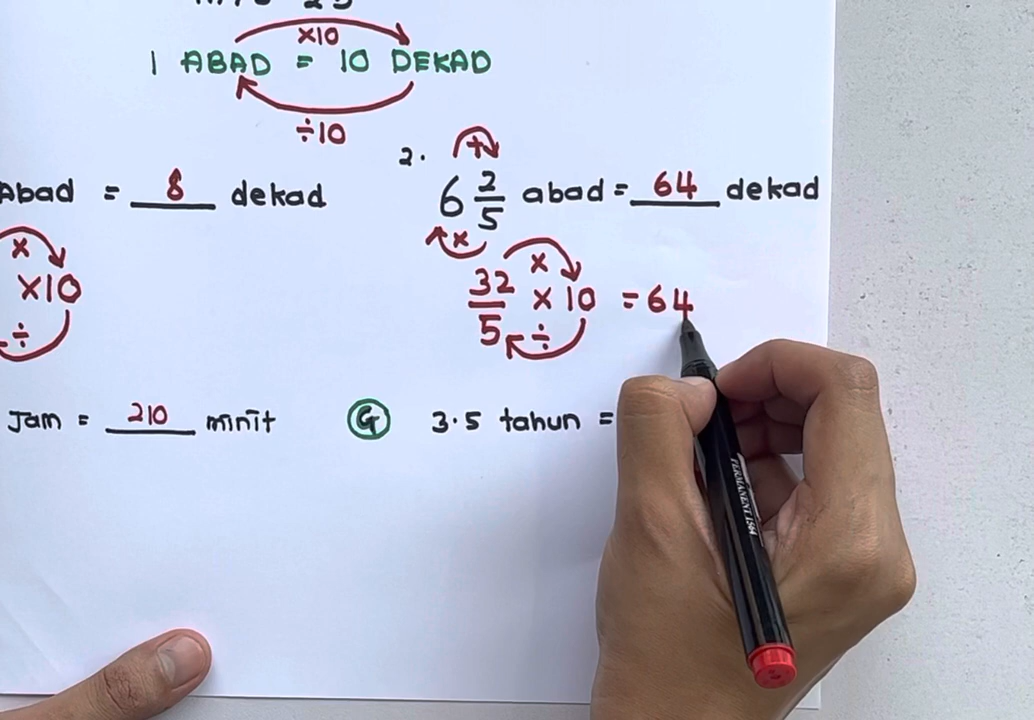 ×10
1 ABAD = 10 DEKAD
÷10
Abad = 8 dekad
×
×10
÷
2.
+
6 2/5 abad = 64 dekad
×
×
32/5 × 10 = 64
÷
Jam = 210 minit
G 3.5 tahun =
PERMANENT 1564